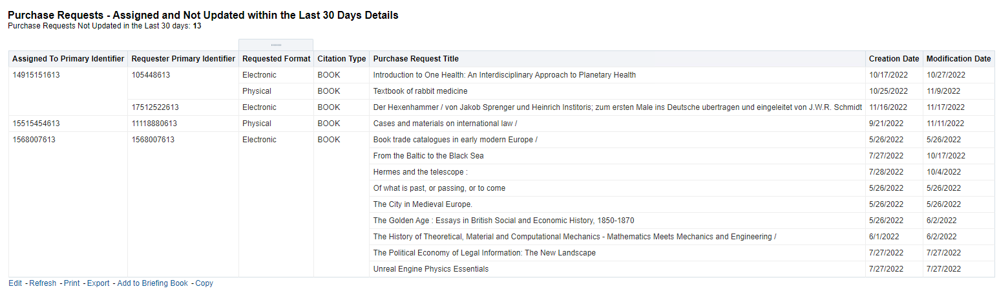 Purchase Requests - Assigned and Not Updated within the Last 30 Days Details
Purchase Requests Not Updated in the Last 30 days: 13
Assigned To Primary Identifier Requester Primary Identifier Requested Format Citation Type Purchase Request Title Creation Date Modification Date
14915151613 105448613 Electronic BOOK Introduction to One Health: An Interdisciplinary Approach to Planetary Health 10/17/2022 10/27/2022
Physical BOOK Textbook of rabbit medicine 10/25/2022 11/9/2022
17512522613 Electronic BOOK Der Hexenhammer / von Jakob Sprenger und Heinrich Institoris; zum ersten Male ins Deutsche ubertragen und eingeleitet von J.W.R. Schmidt 11/16/2022 11/17/2022
15515454613 11118880613 Physical BOOK Cases and materials on international law / 9/21/2022 11/11/2022
1568007613 1568007613 Electronic BOOK Book trade catalogues in early modern Europe / 5/26/2022 5/26/2022
From the Baltic to the Black Sea 7/27/2022 10/17/2022
Hermes and the telescope : 7/28/2022 10/4/2022
Of what is past, or passing, or to come 5/26/2022 5/26/2022
The City in Medieval Europe. 5/26/2022 5/26/2022
The Golden Age : Essays in British Social and Economic History, 1850-1870 5/26/2022 6/2/2022
The History of Theoretical, Material and Computational Mechanics - Mathematics Meets Mechanics and Engineering / 6/1/2022 6/2/2022
The Political Economy of Legal Information: The New Landscape 7/27/2022 7/27/2022
Unreal Engine Physics Essentials 7/27/2022 7/27/2022
Edit - Refresh - Print - Export - Add to Briefing Book - Copy